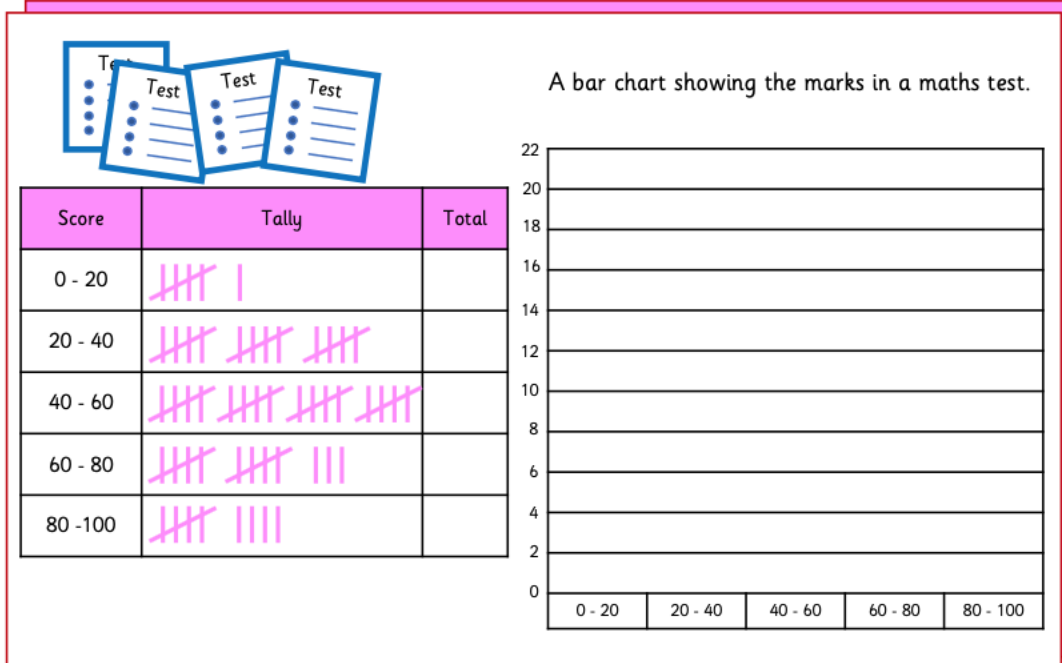 Test
Test
Test
Test
A bar chart showing the marks in a maths test.
Score Tally Total
0 - 20
20 - 40
40 - 60
60 - 80
80 -100
22
20
18
16
14
12
10
8
6
4
2
0
0 - 20 20 - 40 40 - 60 60 - 80 80 - 100